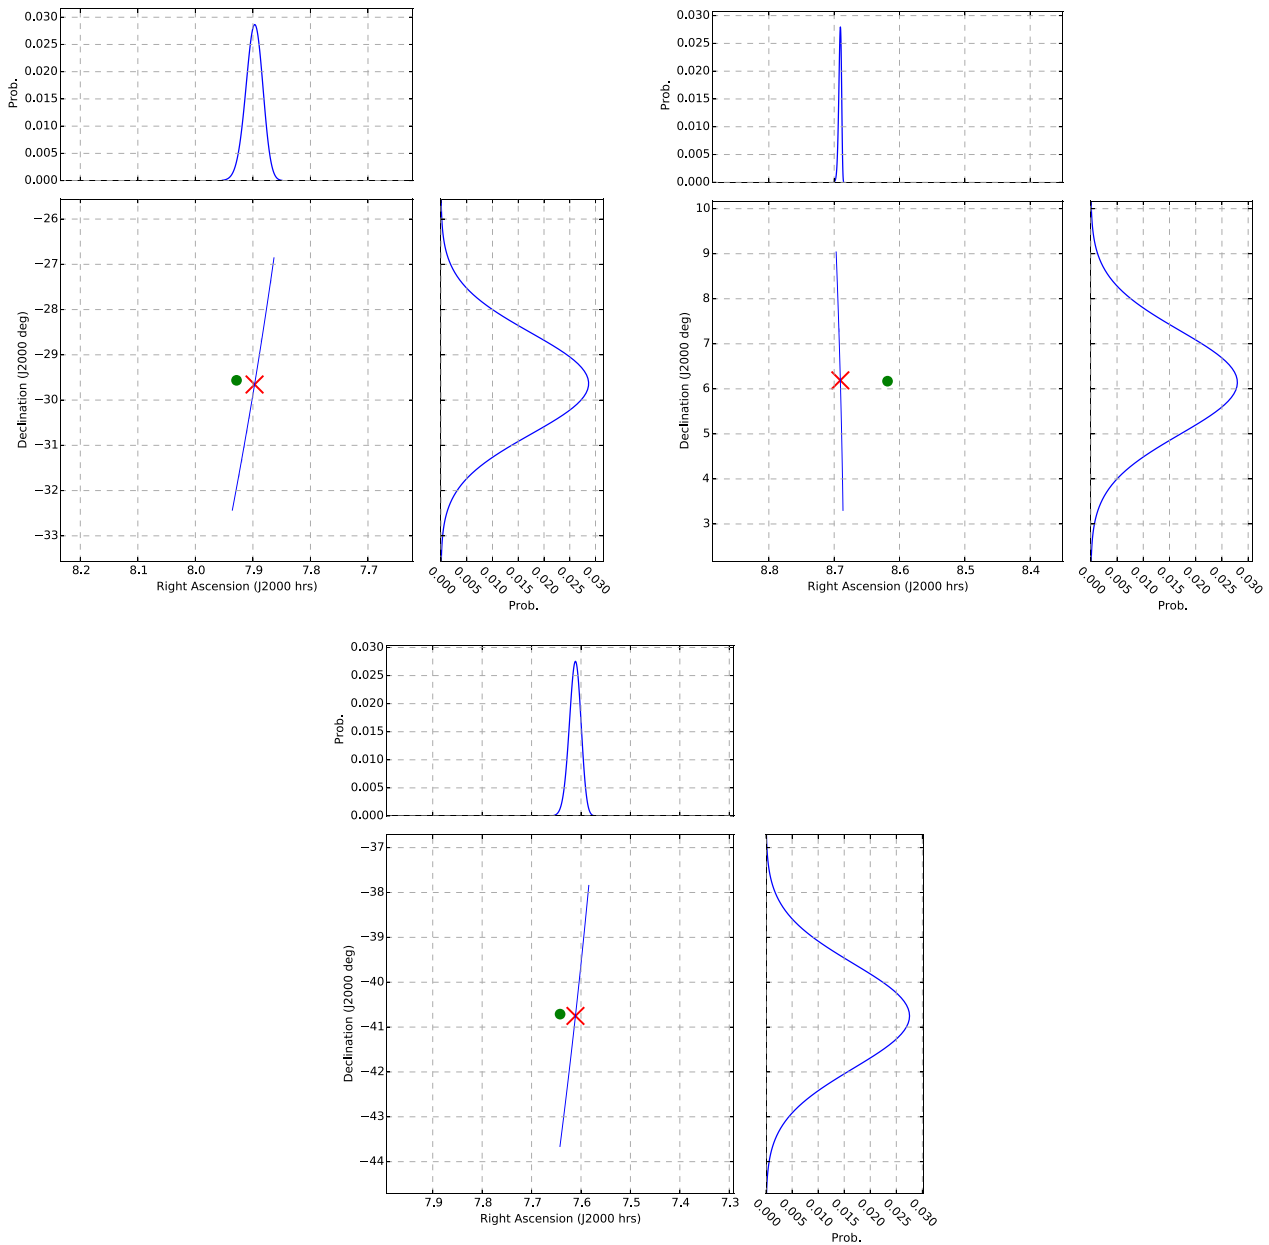 0.030
0.025
0.020
0.015
0.010
0.005
0.000
Prob.
−26
−27
−28
−29
−30
−31
−32
−33
Declination (J2000 deg)
8.2 8.1 8.0 7.9 7.8 7.7
Right Ascension (J2000 hrs)
0.000 0.005 0.010 0.015 0.020 0.025 0.030
Prob.
0.030
0.025
0.020
0.015
0.010
0.005
0.000
Prob.
10
9
8
7
6
5
4
3
Declination (J2000 deg)
8.8 8.7 8.6 8.5 8.4
Right Ascension (J2000 hrs)
0.000 0.005 0.010 0.015 0.020 0.025 0.030
Prob.
0.030
0.025
0.020
0.015
0.010
0.005
0.000
Prob.
−37
−38
−39
−40
−41
−42
−43
−44
Declination (J2000 deg)
7.9 7.8 7.7 7.6 7.5 7.4 7.3
Right Ascension (J2000 hrs)
0.000 0.005 0.010 0.015 0.020 0.025 0.030
Prob.